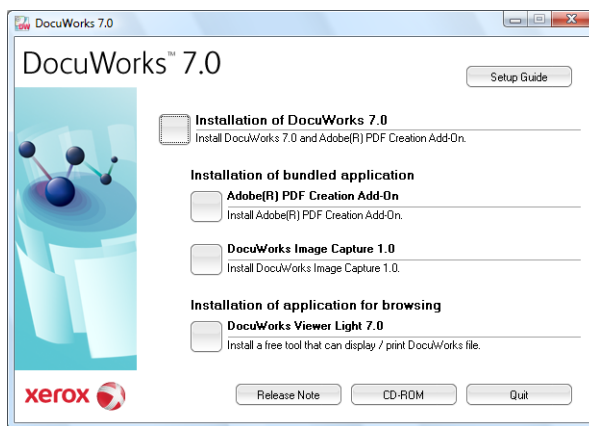 DocuWorks 7.0
DocuWorks™ 7.0
Setup Guide
Installation of DocuWorks 7.0
Install DocuWorks 7.0 and Adobe(R) PDF Creation Add-On.
Installation of bundled application
Adobe(R) PDF Creation Add-On
Install Adobe(R) PDF Creation Add-On.
DocuWorks Image Capture 1.0
Install DocuWorks Image Capture 1.0.
Installation of application for browsing
DocuWorks Viewer Light 7.0
Install a free tool that can display / print DocuWorks file.
xerox
Release Note
CD-ROM
Quit